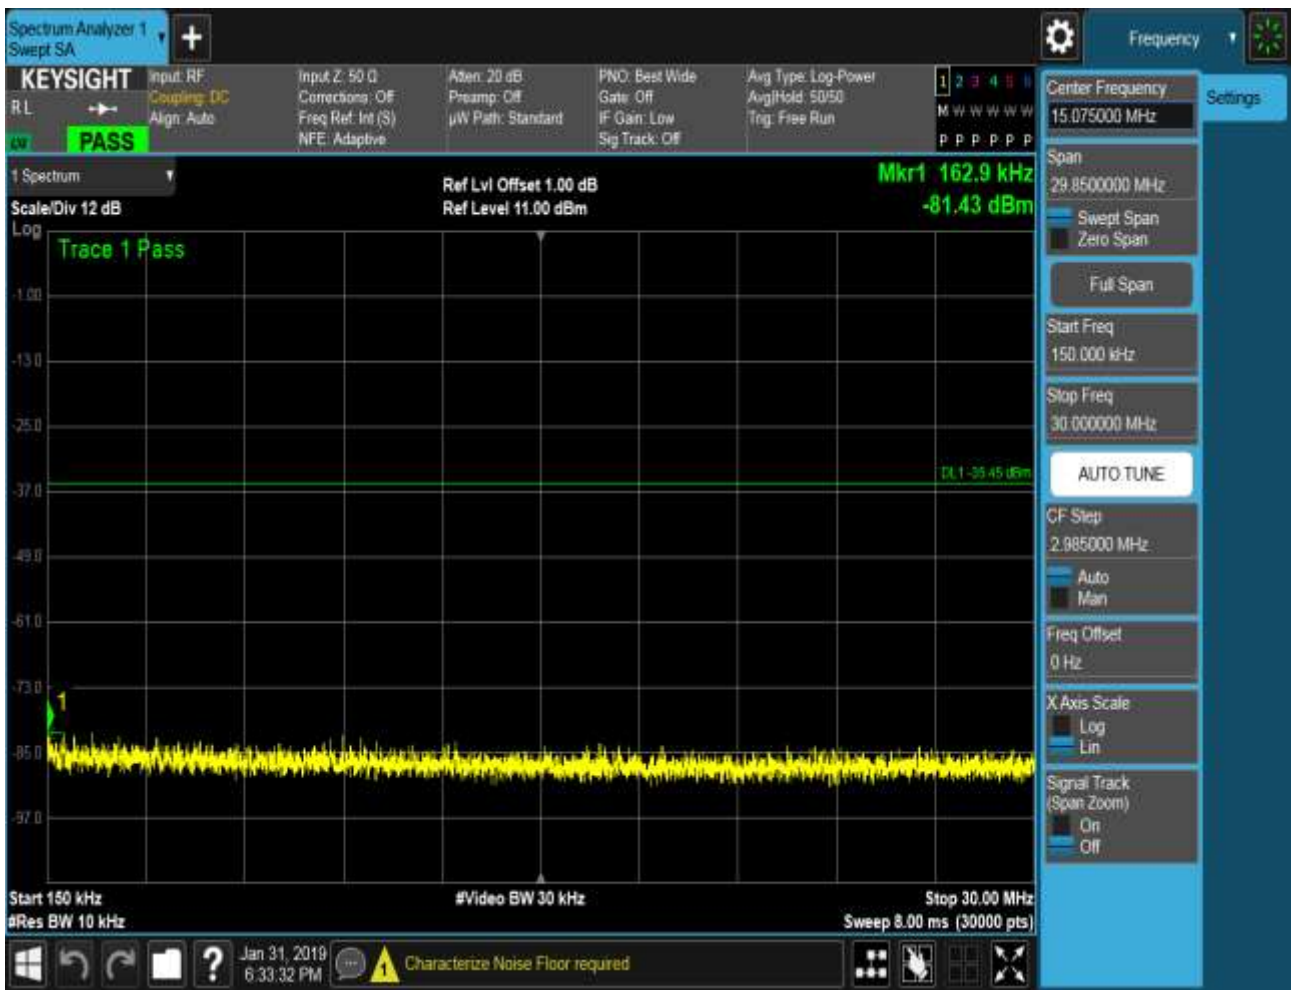 Spectrum Analyzer 1
Swept SA
+
Frequency
KEYSIGHT
R L
PASS
Input: RF
Coupling: DC
Align: Auto
Input Z: 50 Ω
Corrections: Off
Freq Ref: Int (S)
NFE: Adaptive
Atten: 20 dB
Preamp: Off
µW Path: Standard
PNO: Best Wide
Gate: Off
IF Gain: Low
Sig Track: Off
Avg Type: Log-Power
Avg|Hold: 50/50
Trig: Free Run
1 2 3 4 5 6
M W W W W W
P P P P P P
1 Spectrum
Scale/Div 12 dB
Log
Ref Lvl Offset 1.00 dB
Ref Level 11.00 dBm
Mkr1 162.9 kHz
-81.43 dBm
Trace 1 Pass
-1.00
-13.0
-25.0
-37.0
-49.0
-61.0
-73.0
-85.0
-97.0
DL1 -36.45 dBm
1
Start 150 kHz
#Res BW 10 kHz
#Video BW 30 kHz
Stop 30.00 MHz
Sweep 8.00 ms (30000 pts)
Center Frequency
15.075000 MHz
Settings
Span
29.8500000 MHz
Swept Span
Zero Span
Full Span
Start Freq
150.000 kHz
Stop Freq
30.000000 MHz
AUTO TUNE
CF Step
2.985000 MHz
Auto
Man
Freq Offset
0 Hz
X Axis Scale
Log
Lin
Signal Track
(Span Zoom)
On
Off
?
Jan 31, 2019
6:33:32 PM
1
Characterize Noise Floor required